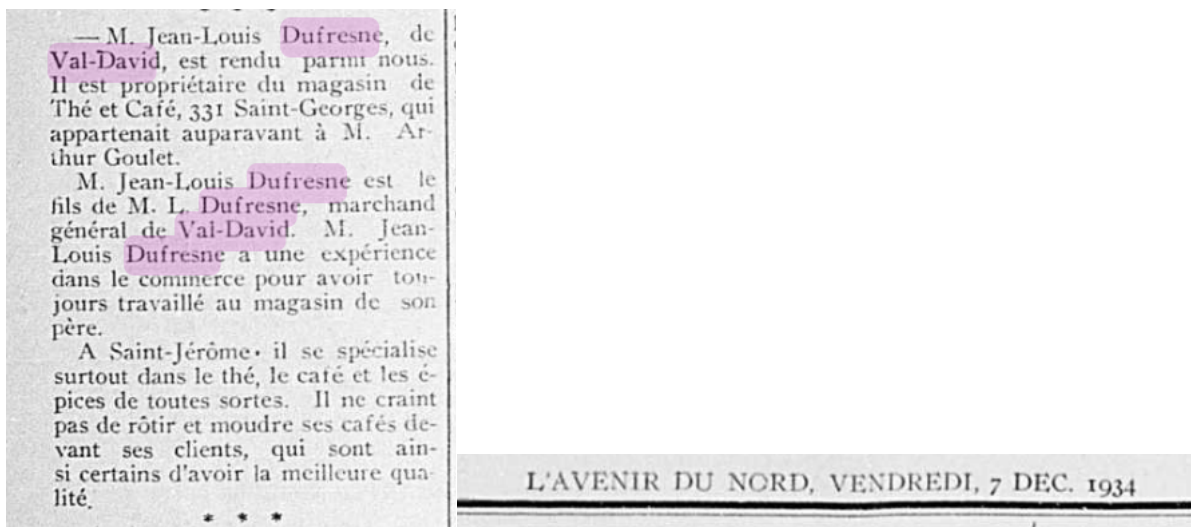 — M. Jean-Louis Dufresne, de
Val-David, est rendu parmi nous.
Il est propriétaire du magasin de
Thé et Café, 331 Saint-Georges, qui
appartenait auparavant à M. Ar-
thur Goulet.
M. Jean-Louis Dufresne est le
fils de M. L. Dufresne, marchand
général de Val-David. M. Jean-
Louis Dufresne a une expérience
dans le commerce pour avoir tou-
jours travaillé au magasin de son
père.
A Saint-Jérôme· il se spécialise
surtout dans le thé, le café et les é-
pices de toutes sortes. Il ne craint
pas de rôtir et moudre ses cafés de-
vant ses clients, qui sont ain-
si certains d'avoir la meilleure qua-
lité.
* * *
L'AVENIR DU NORD, VENDREDI, 7 DEC. 1934